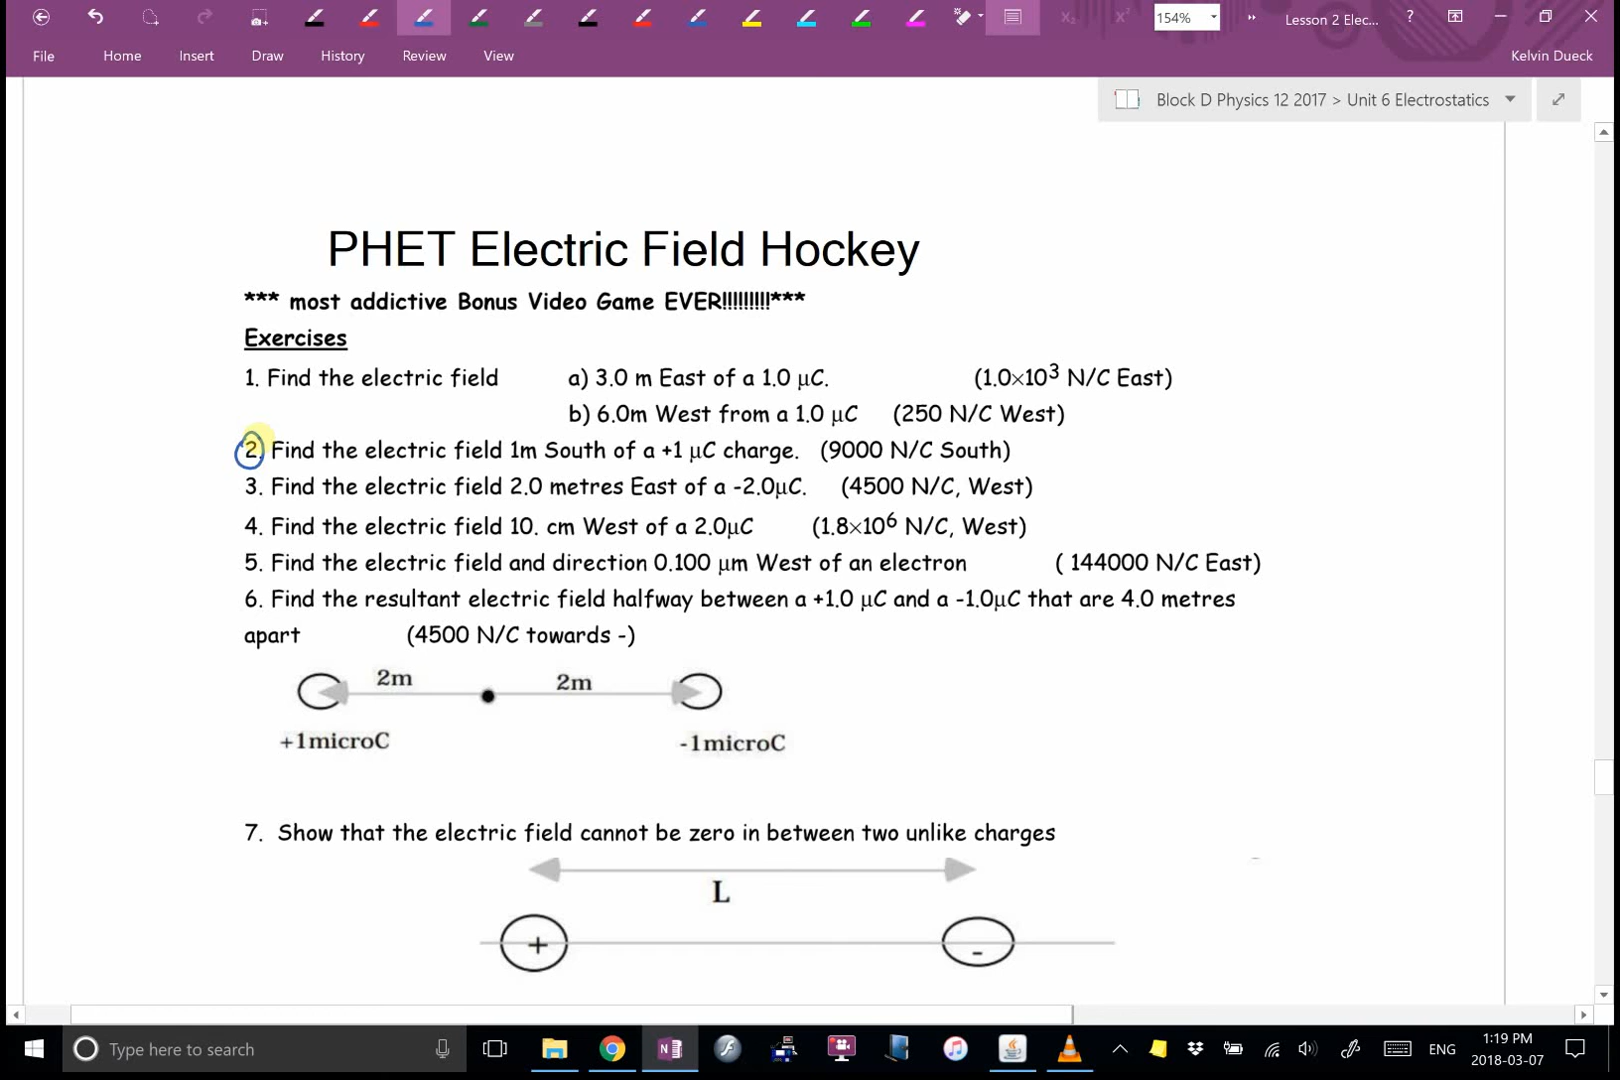 154%
Lesson 2 Elec...
?
File
Home
Insert
Draw
History
Review
View
Kelvin Dueck
Block D Physics 12 2017 > Unit 6 Electrostatics
PHET Electric Field Hockey
*** most addictive Bonus Video Game EVER!!!!!!!!!***
Exercises
1. Find the electric field a) 3.0 m East of a 1.0 μC. (1.0×10³ N/C East)
b) 6.0m West from a 1.0 μC (250 N/C West)
2. Find the electric field 1m South of a +1 μC charge. (9000 N/C South)
3. Find the electric field 2.0 metres East of a -2.0μC. (4500 N/C, West)
4. Find the electric field 10. cm West of a 2.0μC (1.8×10⁶ N/C, West)
5. Find the electric field and direction 0.100 μm West of an electron ( 144000 N/C East)
6. Find the resultant electric field halfway between a +1.0 μC and a -1.0μC that are 4.0 metres
apart (4500 N/C towards -)
2m 2m
+1microC -1microC
7. Show that the electric field cannot be zero in between two unlike charges
L
+ -
Type here to search
ENG
1:19 PM
2018-03-07